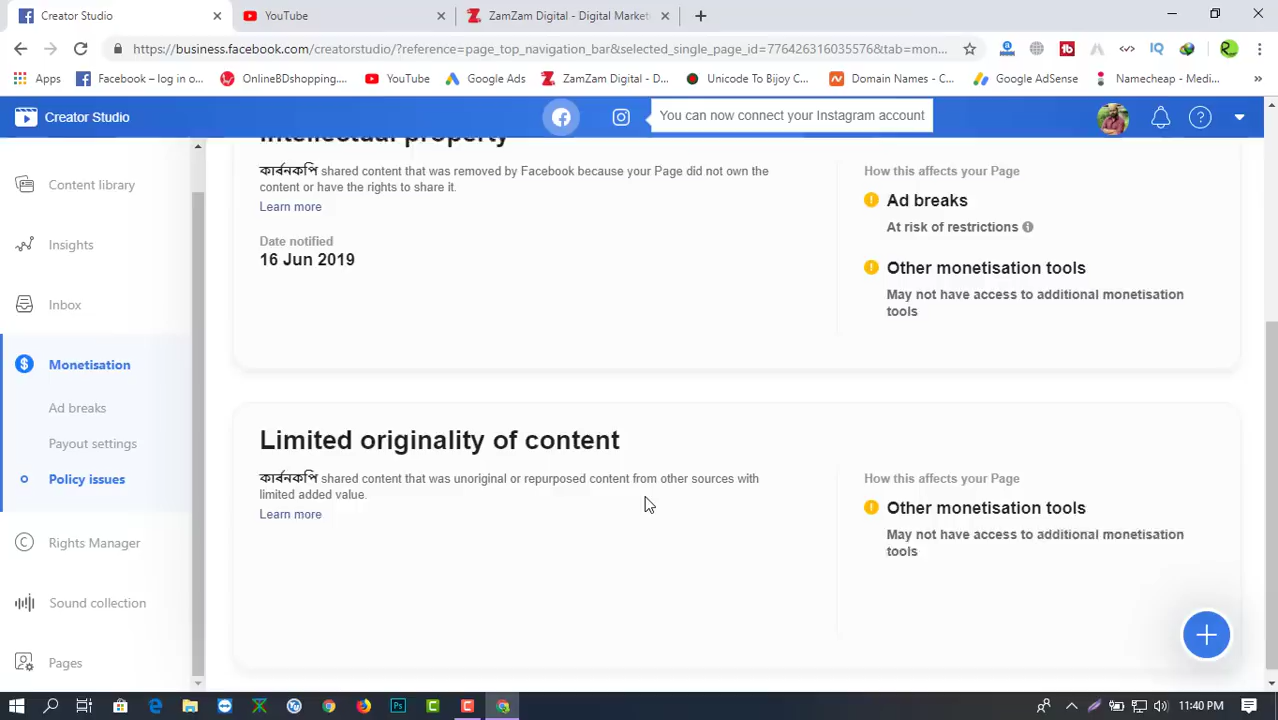 Creator Studio
YouTube
ZamZam Digital - Digital Market
https://business.facebook.com/creatorstudio/?reference=page_top_navigation_bar&selected_single_page_id=776426316035576&tab=mon...
Apps
Facebook – log in o...
OnlineBDshopping....
YouTube
Google Ads
ZamZam Digital - D...
Unicode To Bijoy C...
Domain Names - C...
Google AdSense
Namecheap - Medi...
Creator Studio
You can now connect your Instagram account
Content library
Insights
Inbox
Monetisation
Ad breaks
Payout settings
Policy issues
Rights Manager
Sound collection
Pages
Intellectual property
কার্বনকপি shared content that was removed by Facebook because your Page did not own the
content or have the rights to share it.
Learn more
Date notified
16 Jun 2019
How this affects your Page
Ad breaks
At risk of restrictions
Other monetisation tools
May not have access to additional monetisation
tools
Limited originality of content
কার্বনকপি shared content that was unoriginal or repurposed content from other sources with
limited added value.
Learn more
How this affects your Page
Other monetisation tools
May not have access to additional monetisation
tools
11:40 PM